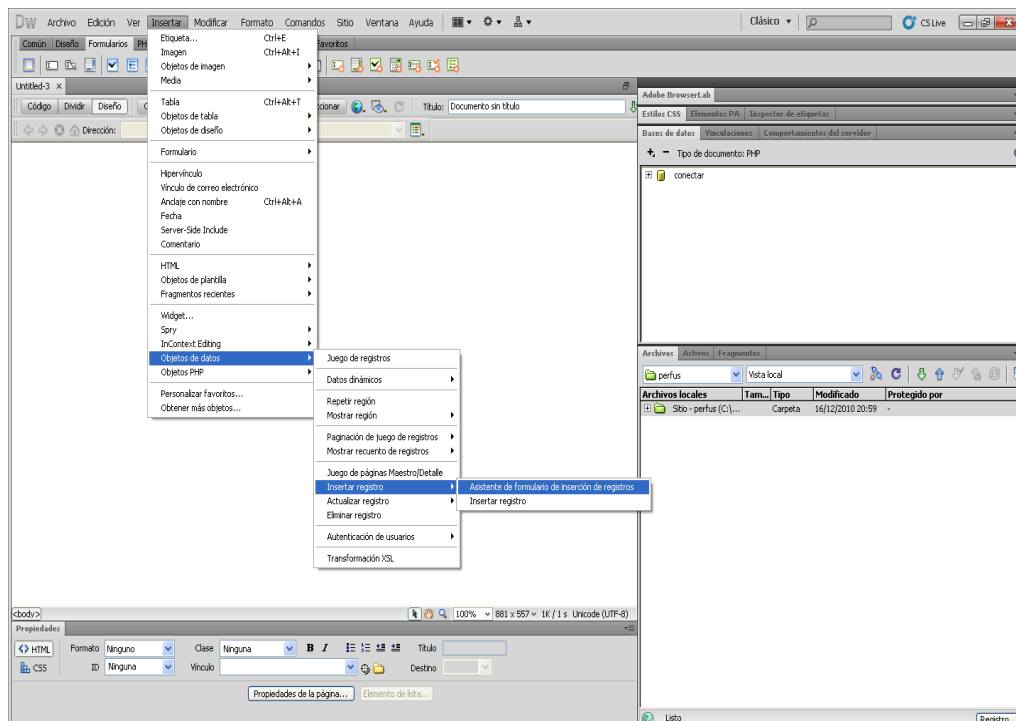 DW Archivo Edición Ver Insertar Modificar Formato Comandos Sitio Ventana Ayuda Clásico CS Live
Común Diseño Formularios PH Favoritos
Untitled-3 ×
Código Dividir Diseño Título: Documento sin título
Dirección:
Etiqueta... Ctrl+E
Imagen Ctrl+Alt+I
Objetos de imagen
Media
Tabla Ctrl+Alt+T
Objetos de tabla
Objetos de diseño
Formulario
Hipervínculo
Vínculo de correo electrónico
Anclaje con nombre Ctrl+Alt+A
Fecha
Server-Side Include
Comentario
HTML
Objetos de plantilla
Fragmentos recientes
Widget...
Spry
InContext Editing
Objetos de datos
Objetos PHP
Personalizar favoritos...
Obtener más objetos...
Juego de registros
Datos dinámicos
Repetir región
Mostrar región
Paginación de juego de registros
Mostrar recuento de registros
Juego de páginas Maestro/Detalle
Insertar registro
Actualizar registro
Eliminar registro
Autenticación de usuarios
Transformación XSL
Asistente de formulario de inserción de registros
Insertar registro
Adobe BrowserLab
Estilos CSS Elementos PA Inspector de etiquetas
Bases de datos Vinculaciones Comportamientos del servidor
Tipo de documento: PHP
conectar
Archivos Activos Fragmentos
perfus Vista local
Archivos locales Tam... Tipo Modificado Protegido por
Sitio - perfus (C:\... Carpeta 16/12/2010 20:59 -
<body> 100% 881 x 557 1K / 1 s Unicode (UTF-8)
Propiedades
<> HTML Formato Ninguno Clase Ninguna B I Título
CSS ID Ninguna Vínculo Destino
Propiedades de la página... Elemento de lista...
Listo Registro